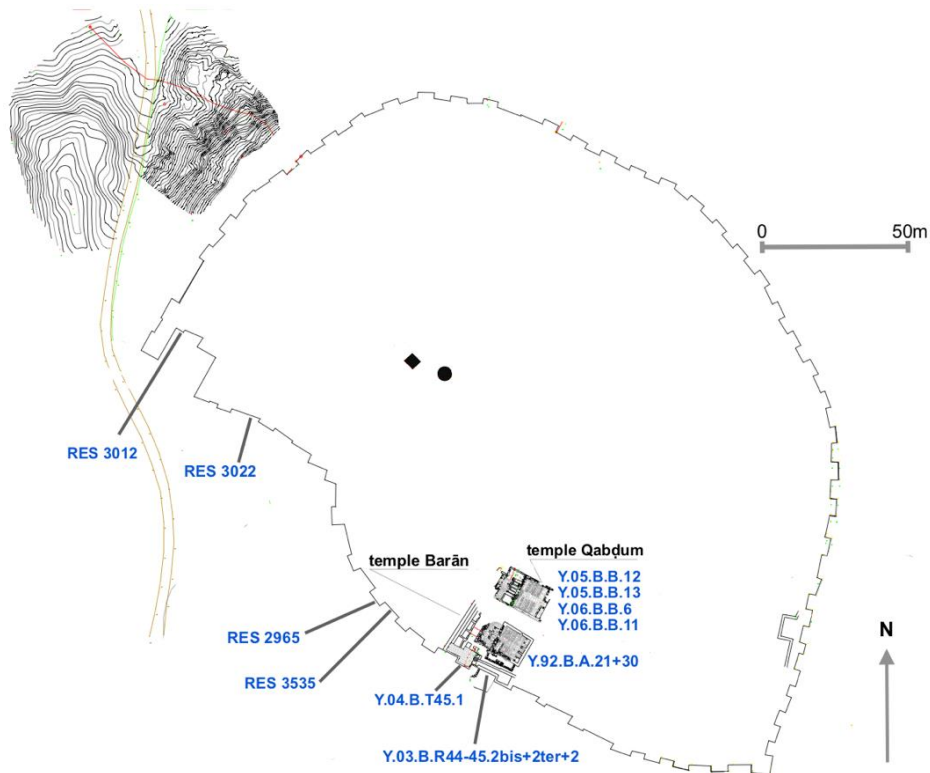 0 50m
RES 3012
RES 3022
temple Barān
temple Qabḍum
Y.05.B.B.12
Y.05.B.B.13
Y.06.B.B.6
Y.06.B.B.11
RES 2965
N
Y.92.B.A.21+30
RES 3535
Y.04.B.T45.1
Y.03.B.R44-45.2bis+2ter+2